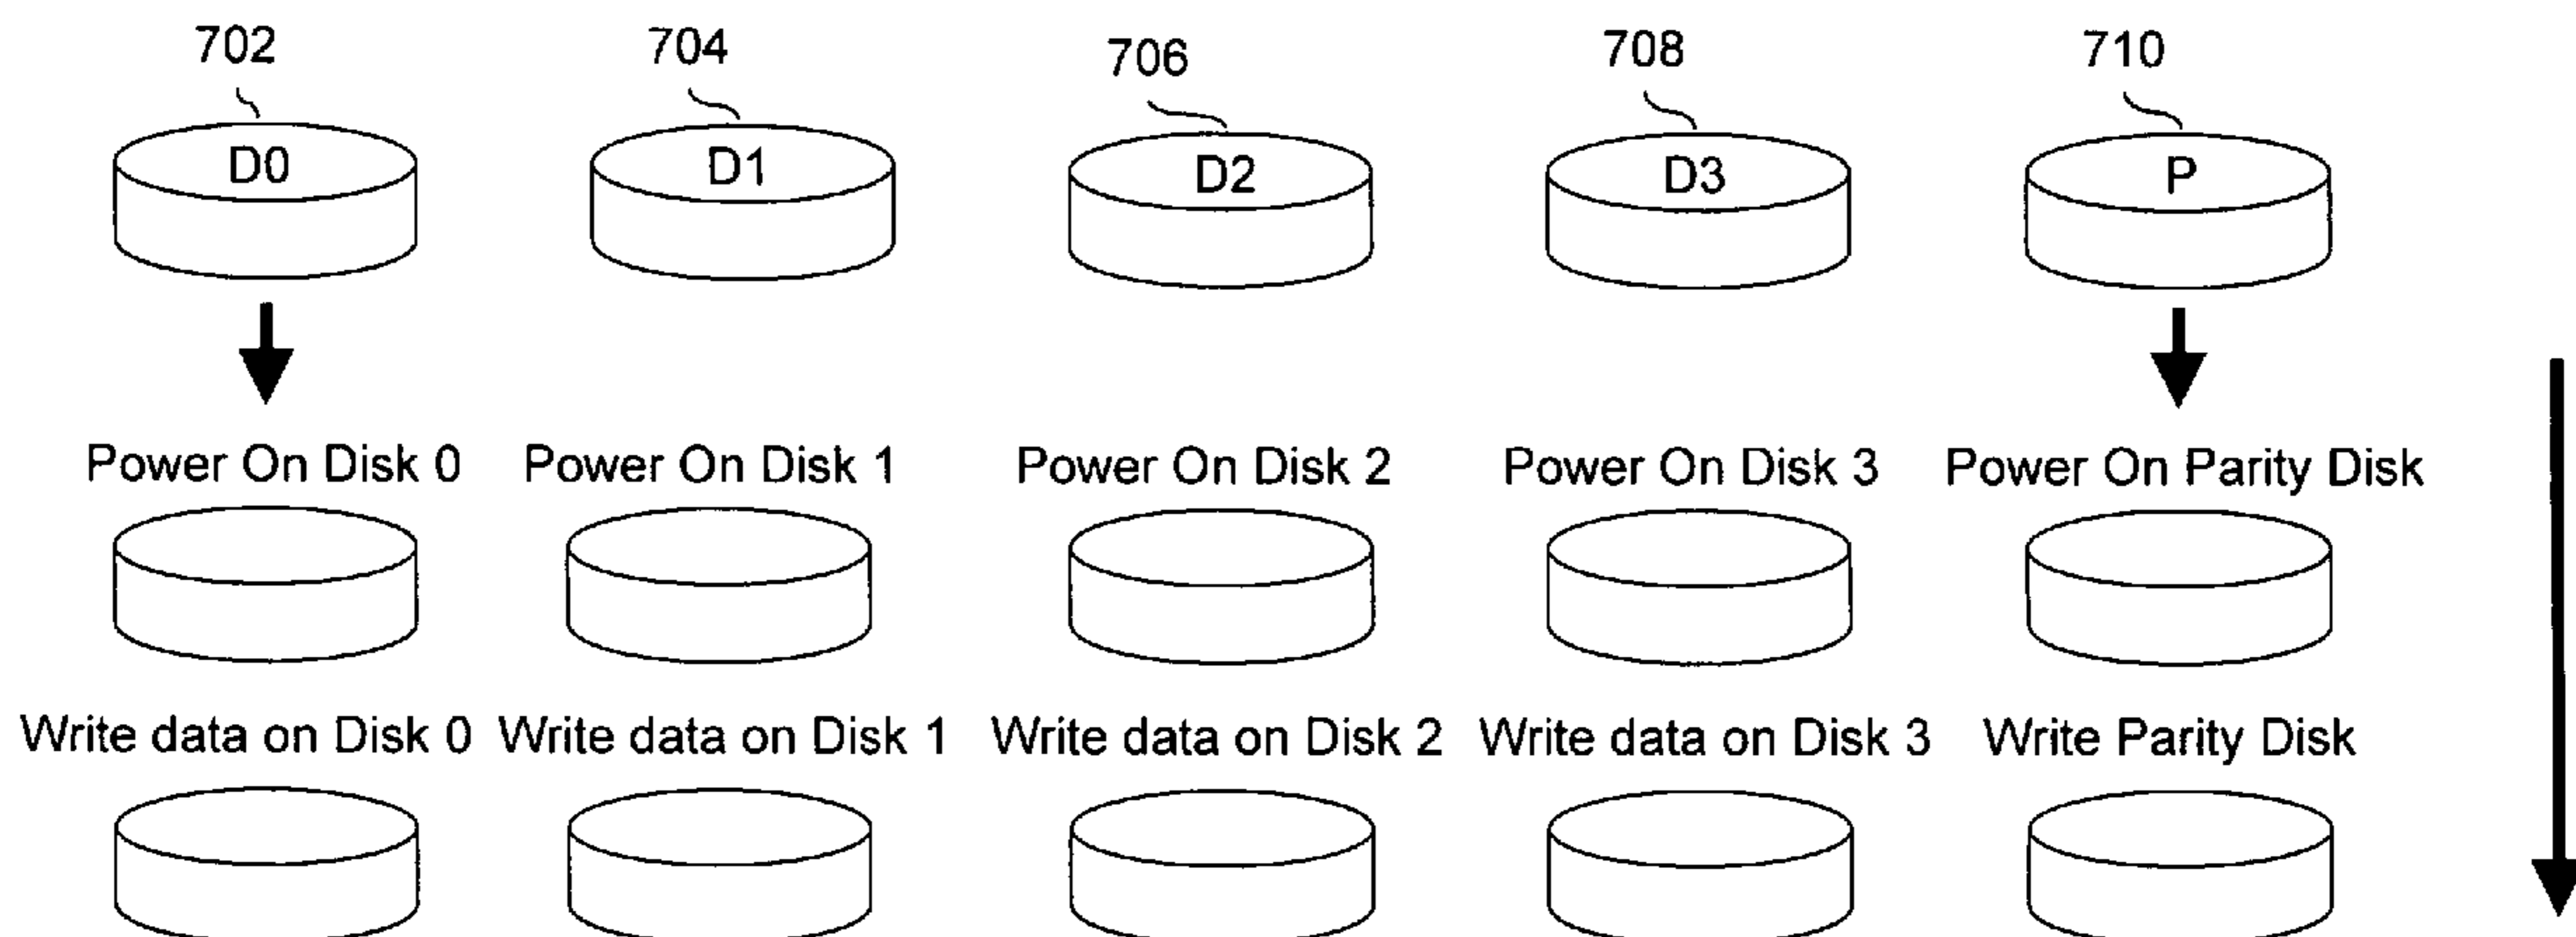 702 704 706 708 710
D0 D1 D2 D3 P
Power On Disk 0 Power On Disk 1 Power On Disk 2 Power On Disk 3 Power On Parity Disk
Write data on Disk 0 Write data on Disk 1 Write data on Disk 2 Write data on Disk 3 Write Parity Disk